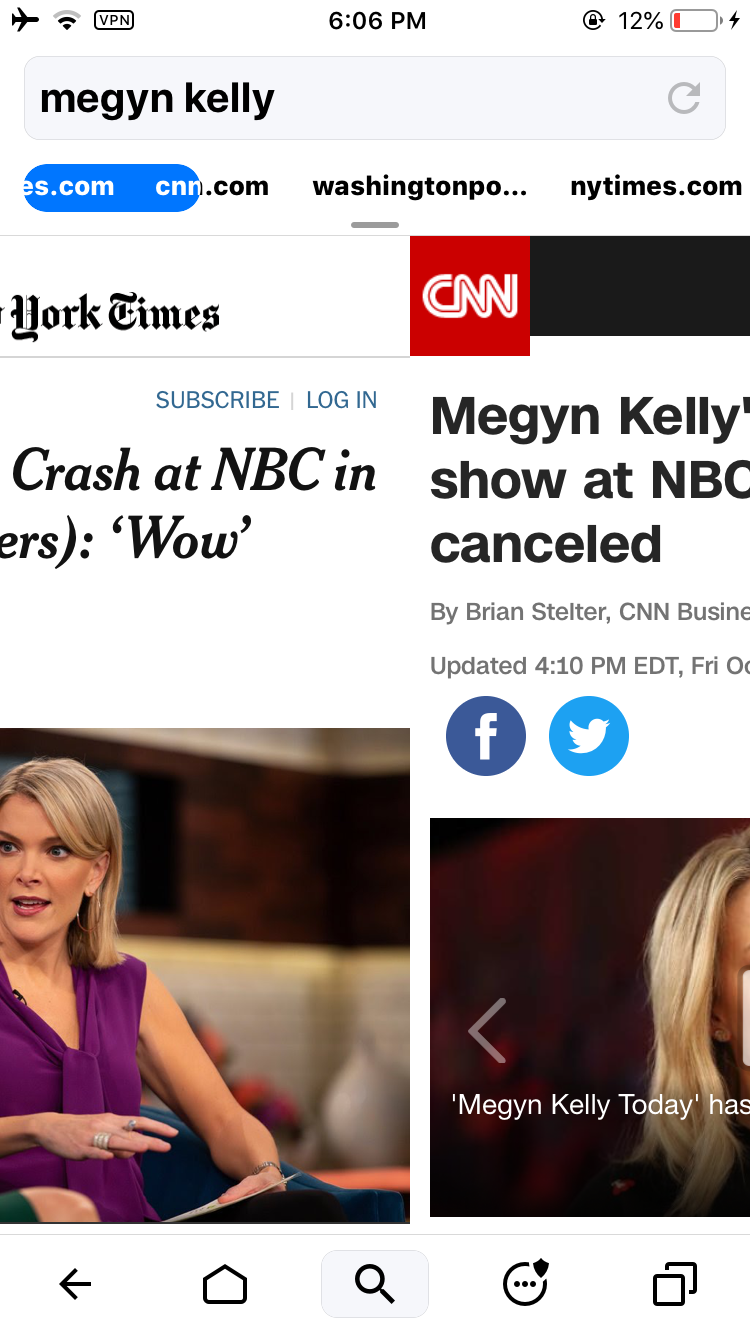 VPN
6:06 PM
12%
megyn kelly
es.com cnn.com washingtonpo... nytimes.com
York Times
CNN
SUBSCRIBE | LOG IN
Crash at NBC in
ers): ‘Wow’
Megyn Kelly'
show at NBC
canceled
By Brian Stelter, CNN Busine
Updated 4:10 PM EDT, Fri Oc
'Megyn Kelly Today' has